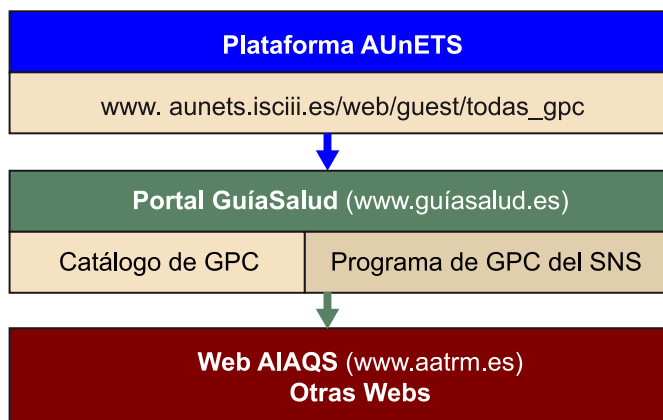 Plataforma AUnETS
www. aunets.isciii.es/web/guest/todas_gpc
Portal GuíaSalud (www.guíasalud.es)
Catálogo de GPC
Programa de GPC del SNS
Web AIAQS (www.aatrm.es)
Otras Webs